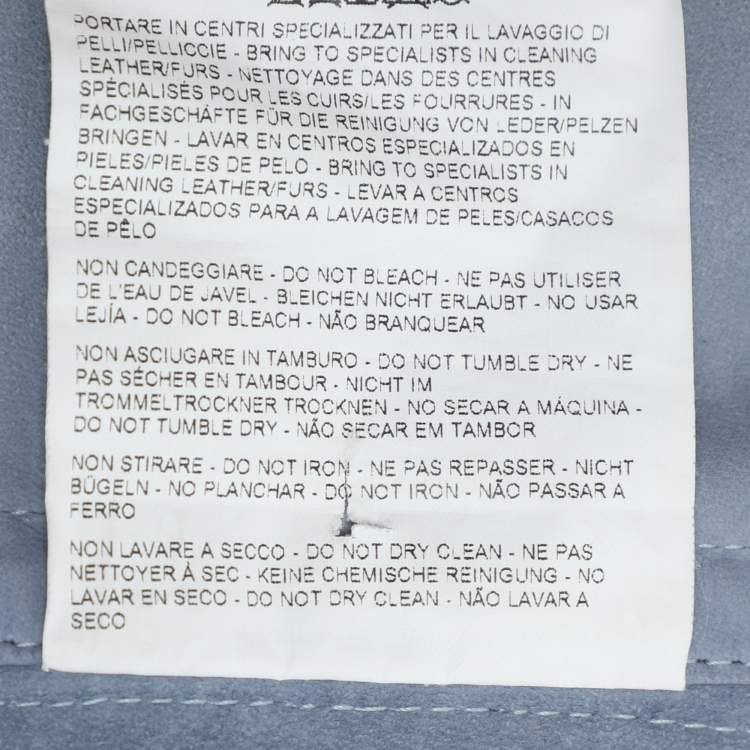 PORTARE IN CENTRI SPECIALIZZATI PER IL LAVAGGIO DI
PELLI/PELLICCIE - BRING TO SPECIALISTS IN CLEANING
LEATHER/FURS - NETTOYAGE DANS DES CENTRES
SPÉCIALISÉS POUR LES CUIRS/LES FOURRURES - IN
FACHGESCHÄFTE FÜR DIE REINIGUNG VON LEDER/PELZEN
BRINGEN - LAVAR EN CENTROS ESPECIALIZADOS EN
PIELES/PIELES DE PELO - BRING TO SPECIALISTS IN
CLEANING LEATHER/FURS - LEVAR A CENTROS
ESPECIALIZADOS PARA A LAVAGEM DE PELES/CASACOS
DE PÊLO
NON CANDEGGIARE - DO NOT BLEACH - NE PAS UTILISER
DE L'EAU DE JAVEL - BLEICHEN NICHT ERLAUBT - NO USAR
LEJÍA - DO NOT BLEACH - NÃO BRANQUEAR
NON ASCIUGARE IN TAMBURO - DO NOT TUMBLE DRY - NE
PAS SÉCHER EN TAMBOUR - NICHT IM
TROMMELTROCKNER TROCKNEN - NO SECAR A MÁQUINA -
DO NOT TUMBLE DRY - NÃO SECAR EM TAMBOR
NON STIRARE - DO NOT IRON - NE PAS REPASSER - NICHT
BÜGELN - NO PLANCHAR - DO NOT IRON - NÃO PASSAR A
FERRO
NON LAVARE A SECCO - DO NOT DRY CLEAN - NE PAS
NETTOYER À SEC - KEINE CHEMISCHE REINIGUNG - NO
LAVAR EN SECO - DO NOT DRY CLEAN - NÃO LAVAR A
SECO